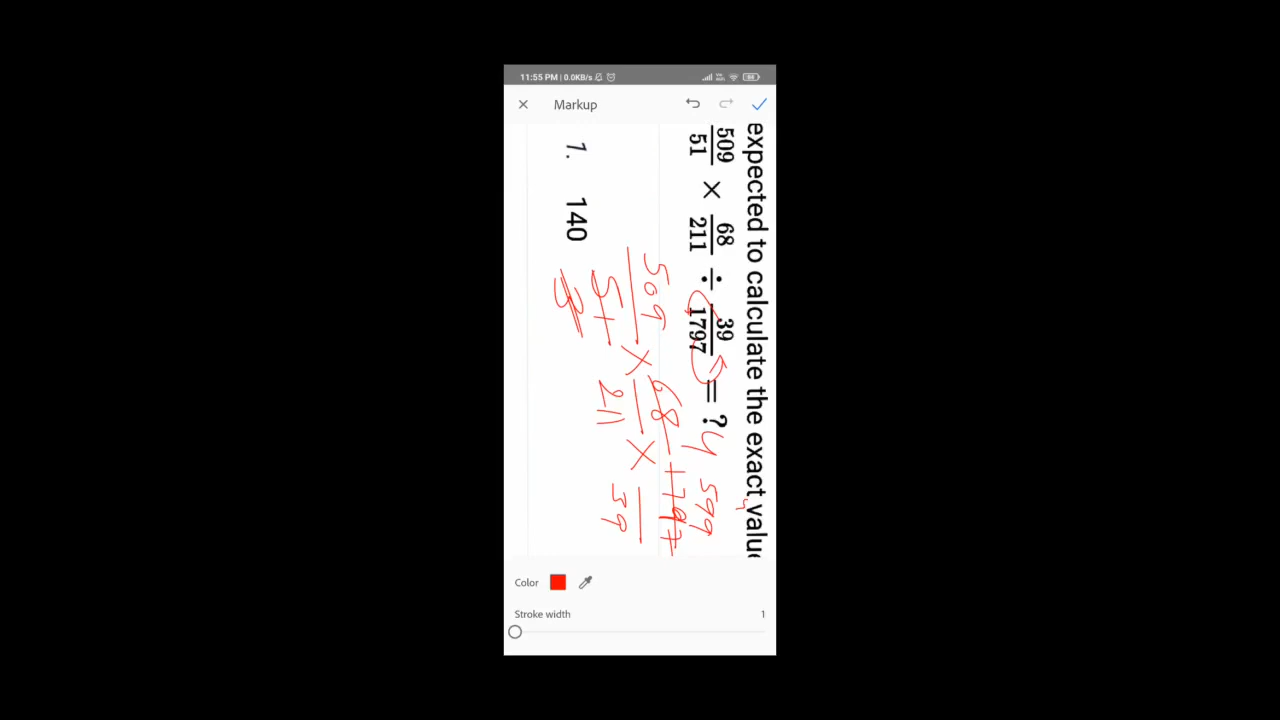 11:55 PM | 0.0KB/s
Markup
expected to calculate the exact value
509/51 × 68/211 ÷ 39/1797 = ?
4 599
509/51 × 68/211 × 1797/39
3
1. 140
Color
Stroke width 1